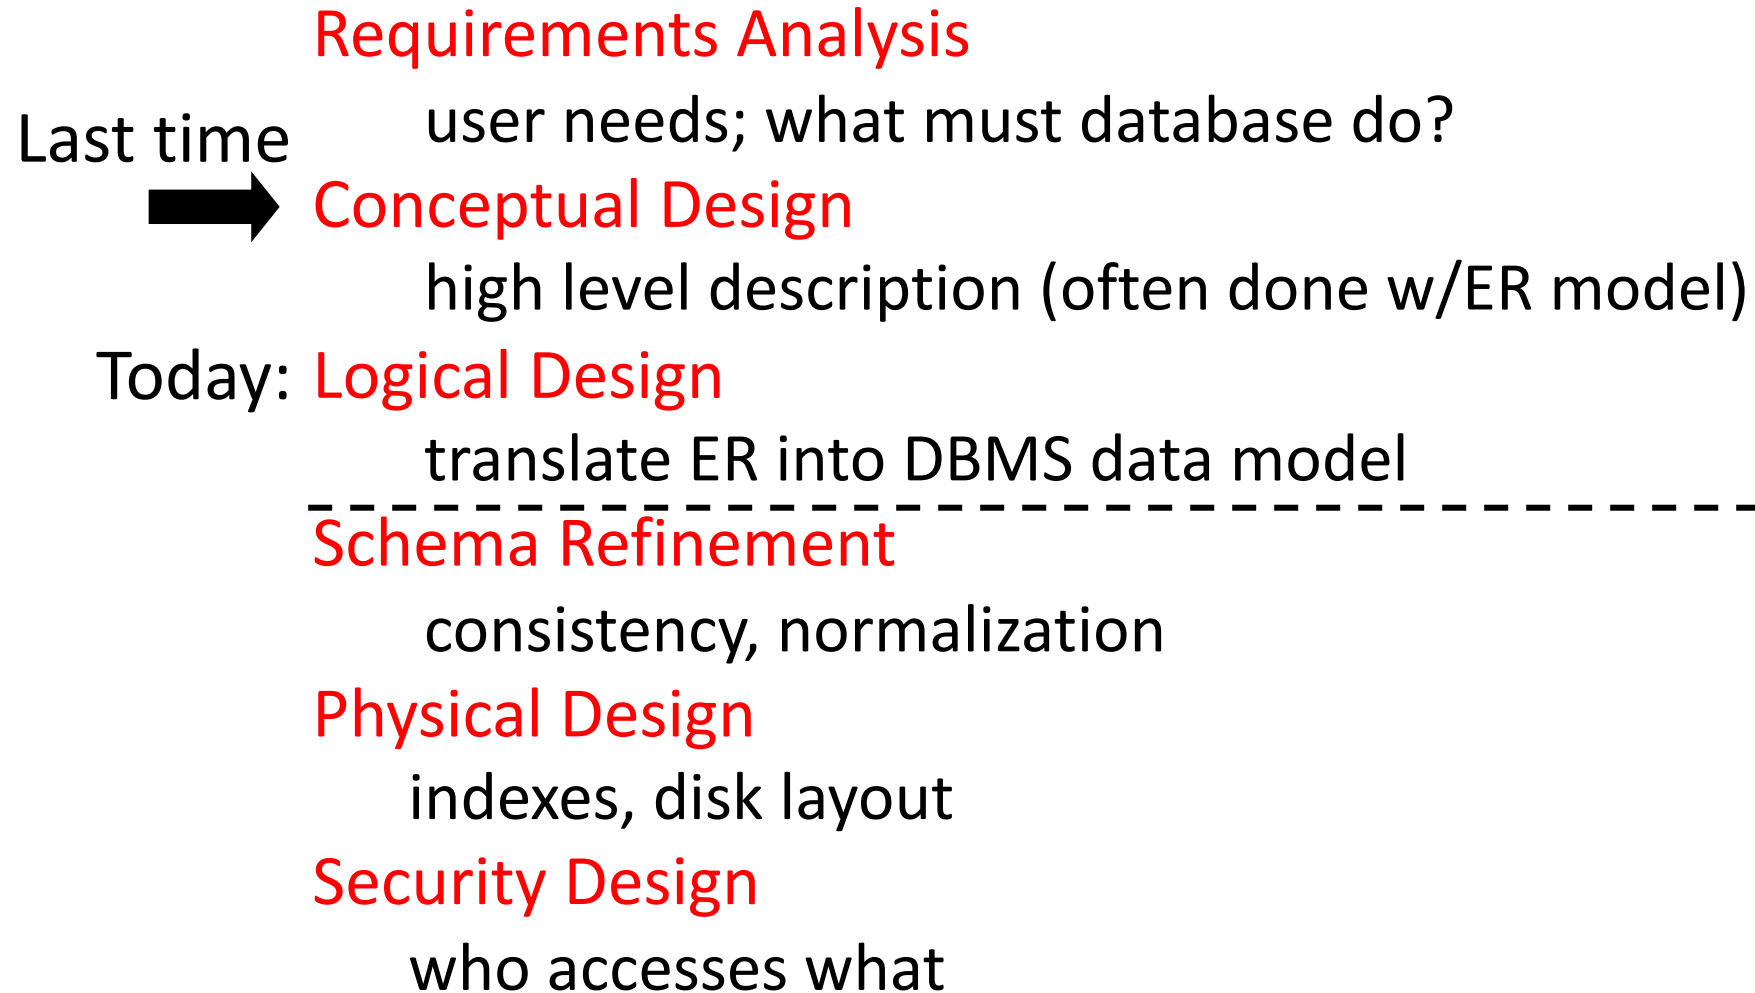 Requirements Analysis
user needs; what must database do?
Last time
Conceptual Design
high level description (often done w/ER model)
Today: Logical Design
translate ER into DBMS data model
Schema Refinement
consistency, normalization
Physical Design
indexes, disk layout
Security Design
who accesses what